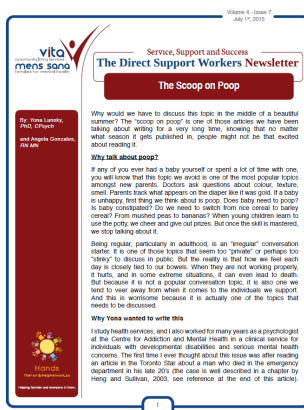 Volume 4 - Issue 7
July 1st, 2015
vita
community living services
mens sana
families for mental health
Service, Support and Success
The Direct Support Workers Newsletter
The Scoop on Poop
By: Yona Lunsky,
PhD, CPsych
and Angela Gonzales,
RN MN
Why would we have to discuss this topic in the middle of a beautiful
summer? The "scoop on poop" is one of those articles we have been
talking about writing for a very long time, knowing that no matter
what season it gets published in, people might not be that excited
about reading it.
Why talk about poop?
If any of you ever had a baby yourself or spent a lot of time with one,
you will know that this topic we avoid is one of the most popular topics
amongst new parents. Doctors ask questions about colour, texture,
smell. Parents track what appears on the diaper like it was gold. If a baby
is unhappy, first thing we think about is poop. Does baby need to poop?
Is baby constipated? Do we need to switch from rice cereal to barley
cereal? From mushed peas to bananas? When young children learn to
use the potty, we cheer and give out prizes. But once the skill is mastered,
we stop talking about it.
Being regular, particularly in adulthood, is an "irregular" conversation
starter. It is one of those topics that seem too "private" or perhaps too
"stinky" to discuss in public. But the reality is that how we feel each
day is closely tied to our bowels. When they are not working properly,
it hurts, and in some extreme situations, it can even lead to death.
But because it is not a popular conversation topic, it is also one we
tend to veer away from when it comes to the individuals we support.
And this is worrisome because it is actually one of the topics that
needs to be discussed.
Why Yona wanted to write this
I study health services, and I also worked for many years as a psychologist
at the Centre for Addiction and Mental Health in a clinical service for
individuals with developmental disabilities and serious mental health
concerns. The first time I ever thought about this issue was after reading
an article in the Toronto Star about a man who died in the emergency
department in his late 20's (the case is well described in a chapter by
Heng and Sullivan, 2003, see reference at the end of this article).
Hands
TheFamilyHelpNetwork.ca
Helping families and everyone in them.
1